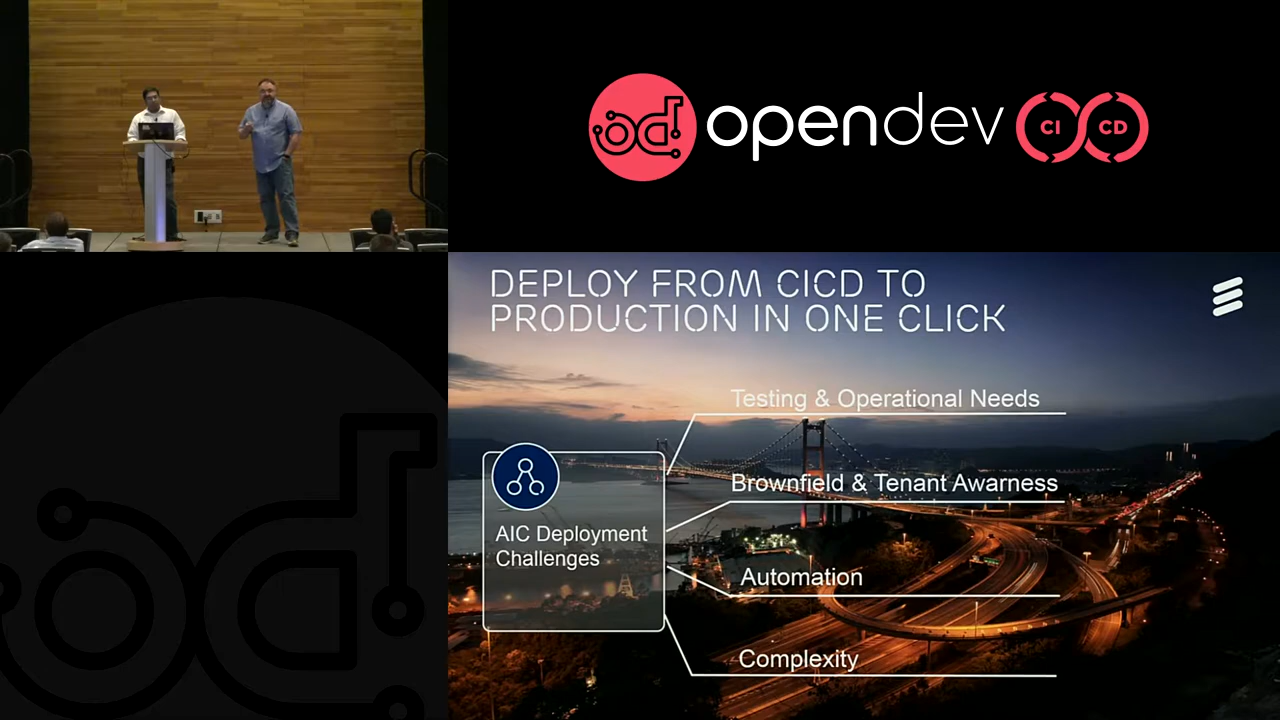 od
opendev
CI
CD
DEPLOY FROM CICD TO
PRODUCTION IN ONE CLICK
Testing & Operational Needs
Brownfield & Tenant Awarness
AIC Deployment
Challenges
Automation
Complexity